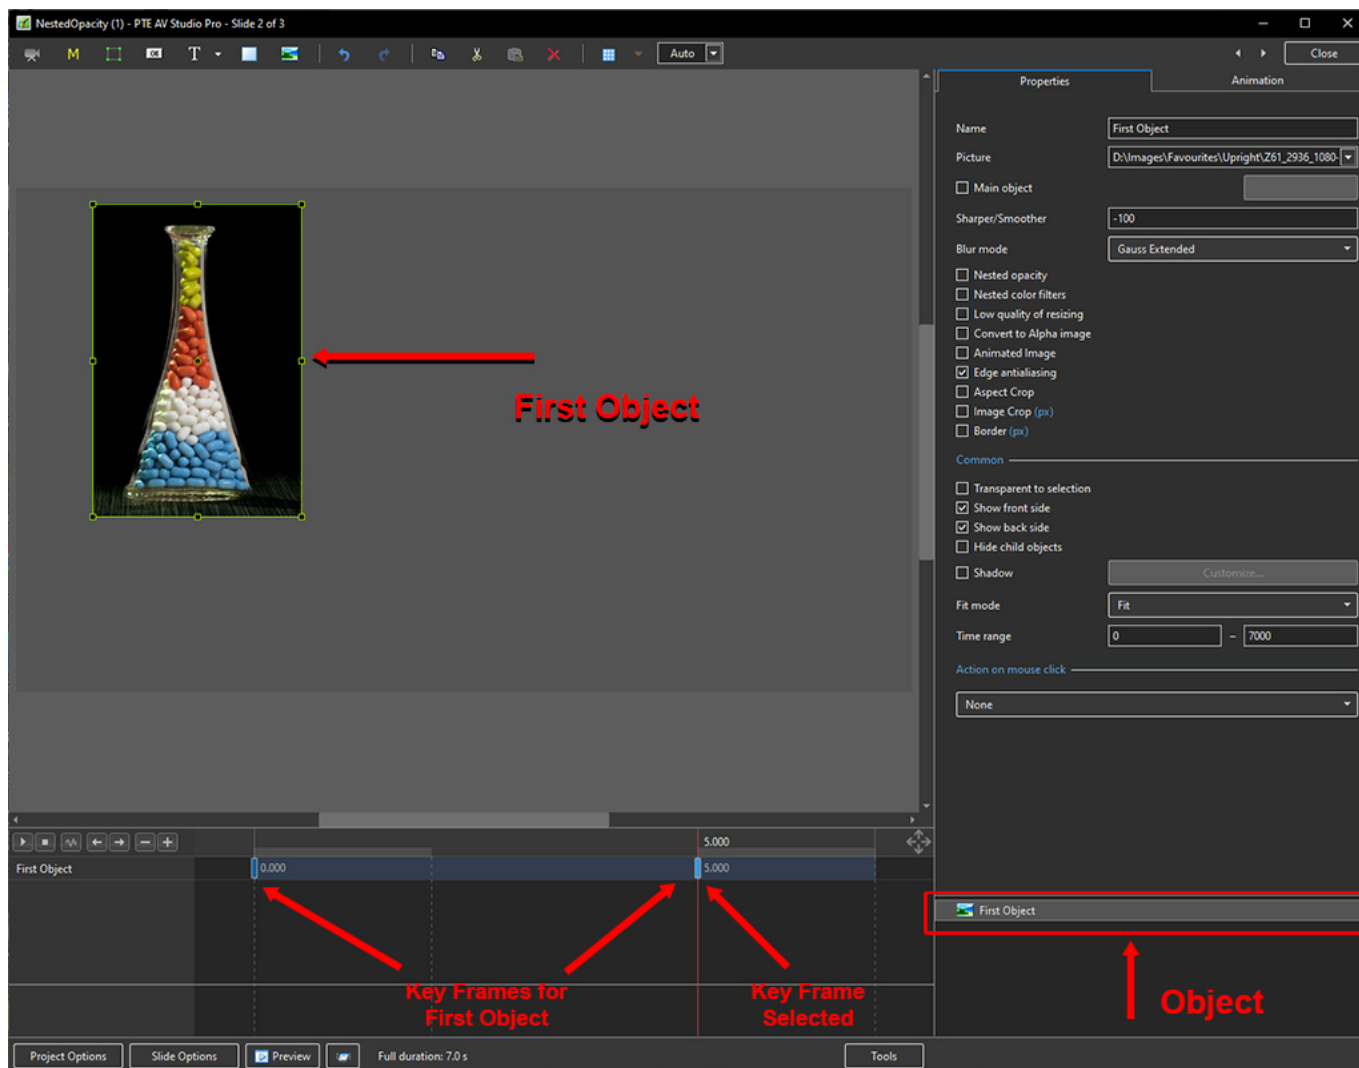 NestedOpacity (1) - PTE AV Studio Pro - Slide 2 of 3
M
OK
T
Auto
Close
Properties
Animation
Name
First Object
Picture
D:\Images\Favourites\Upright\Z61_2936_1080-
Main object
Sharper/Smoother
-100
Blur mode
Gauss Extended
Nested opacity
Nested color filters
Low quality of resizing
Convert to Alpha image
Animated Image
Edge antialiasing
Aspect Crop
Image Crop (px)
Border (px)
Common
Transparent to selection
Show front side
Show back side
Hide child objects
Shadow
Customize...
Fit mode
Fit
Time range
0
–
7000
Action on mouse click
None
First Object
5.000
First Object
0.000
5.000
Key Frames for
First Object
Key Frame
Selected
First Object
Object
Project Options
Slide Options
Preview
Full duration: 7.0 s
Tools